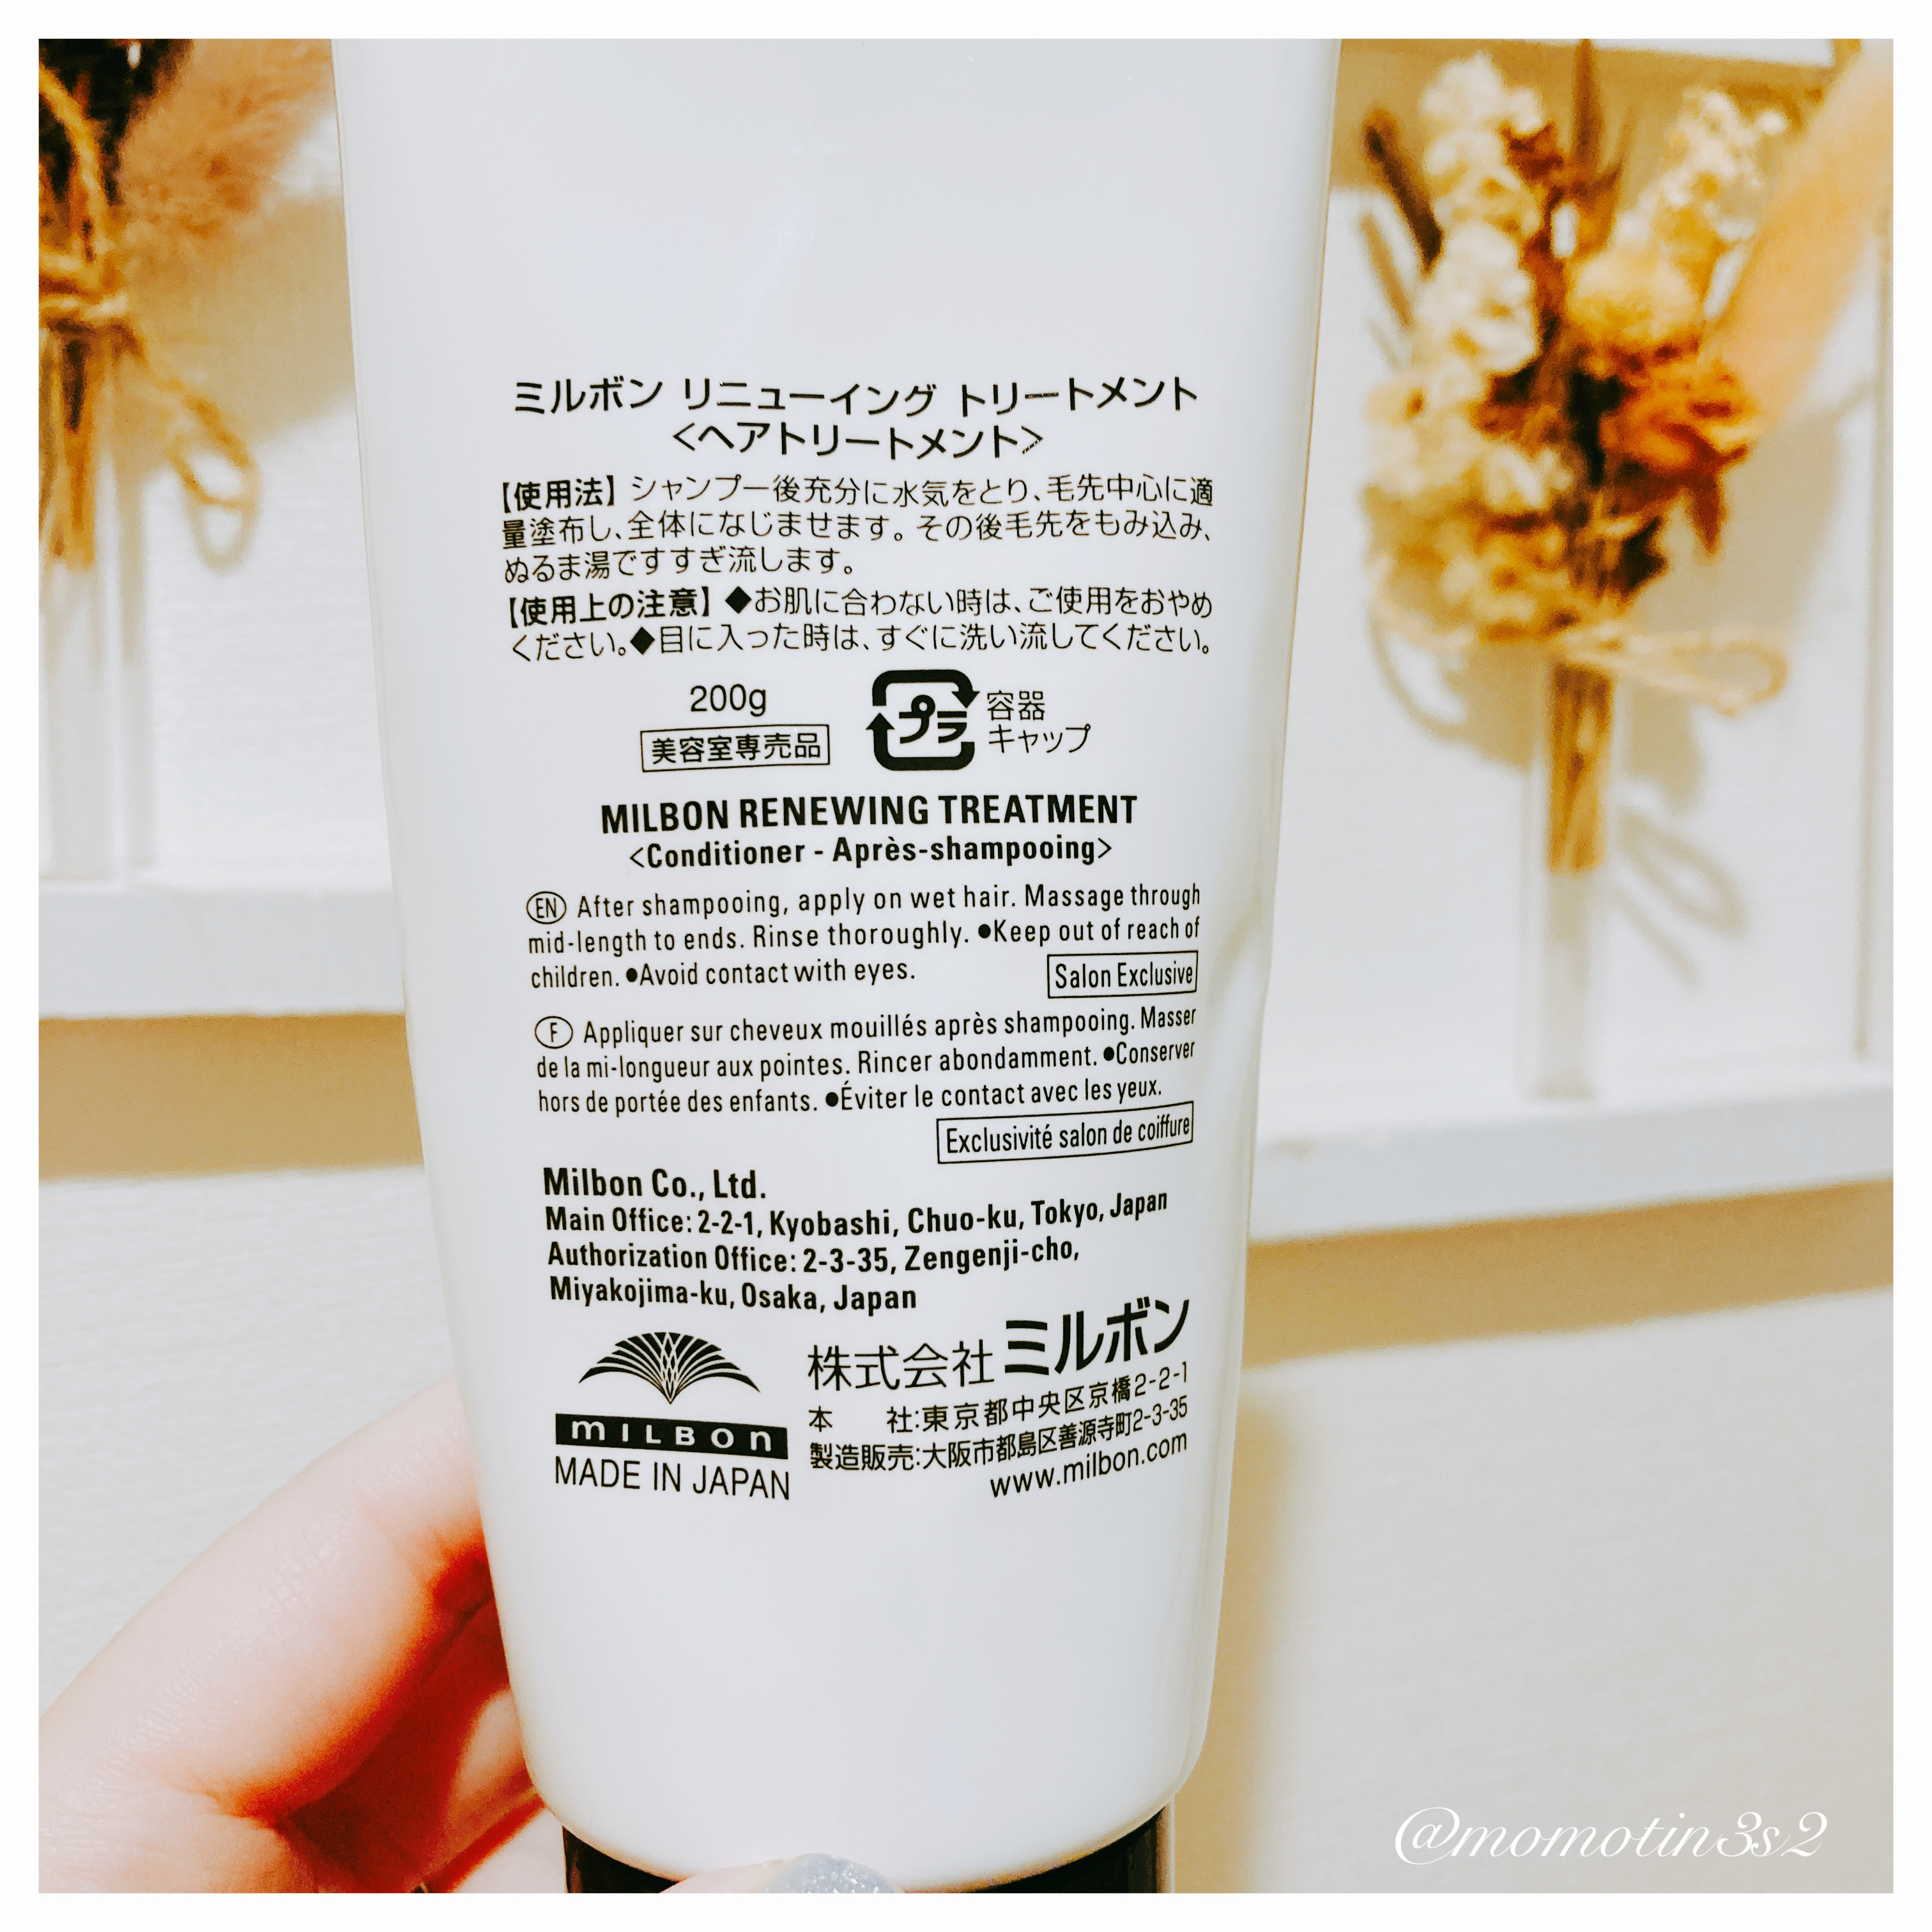 ミルボン リニューイング トリートメント
<ヘアトリートメント>
【使用法】シャンプー後充分に水気をとり、毛先中心に適
量塗布し、全体になじませます。その後毛先をもみ込み、
ぬるま湯ですすぎ流します。
【使用上の注意】◆お肌に合わない時は、ご使用をおやめ
ください。◆目に入った時は、すぐに洗い流してください。
200g
美容室専売品
プラ
容器
キャップ
MILBON RENEWING TREATMENT
<Conditioner - Après-shampooing>
EN After shampooing, apply on wet hair. Massage through
mid-length to ends. Rinse thoroughly. ●Keep out of reach of
children. ●Avoid contact with eyes.
Salon Exclusive
F Appliquer sur cheveux mouillés après shampooing. Masser
de la mi-longueur aux pointes. Rincer abondamment. ●Conserver
hors de portée des enfants. ●Éviter le contact avec les yeux.
Exclusivité salon de coiffure
Milbon Co., Ltd.
Main Office: 2-2-1, Kyobashi, Chuo-ku, Tokyo, Japan
Authorization Office: 2-3-35, Zengenji-cho,
Miyakojima-ku, Osaka, Japan
mILBOn
MADE IN JAPAN
株式会社ミルボン
本 社:東京都中央区京橋2-2-1
製造販売:大阪市都島区善源寺町2-3-35
www.milbon.com
@momotin3s2